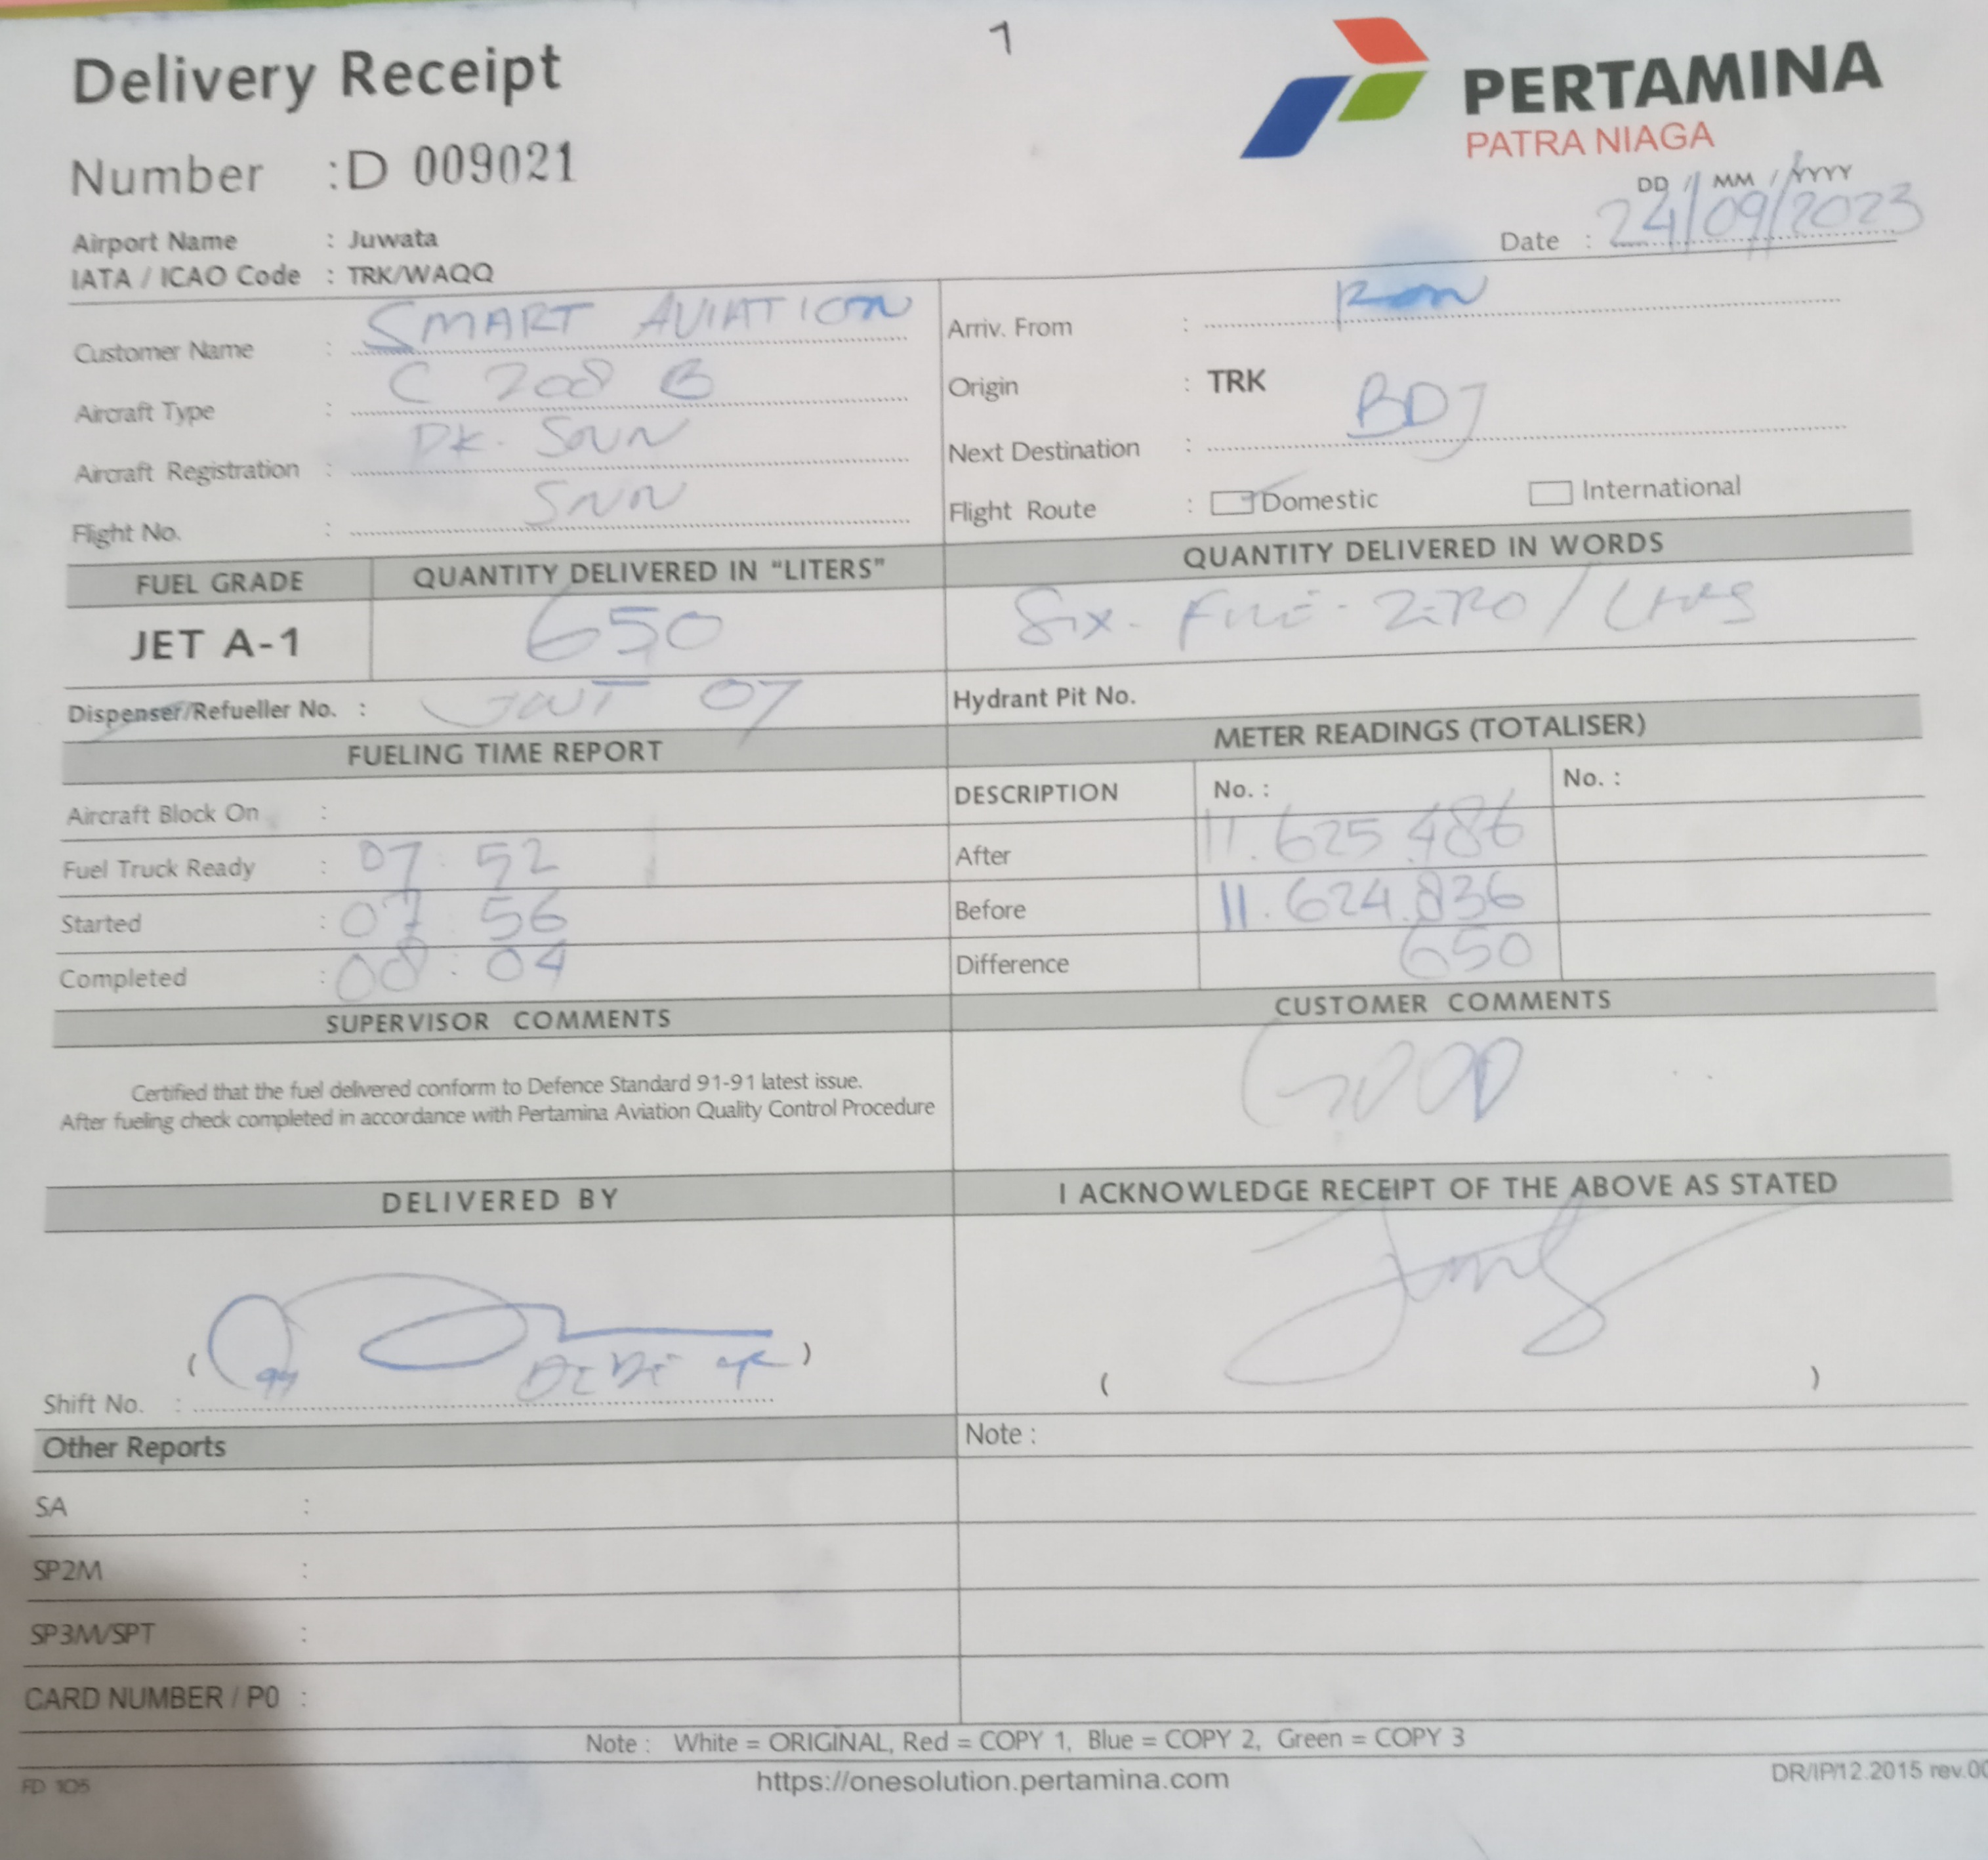 7
Delivery Receipt
PERTAMINA
PATRA NIAGA
Number : D 009021
DD / MM / YYYY
Date : 24/09/2023
Airport Name : Juwata
IATA / ICAO Code : TRK/WAQQ
Customer Name : SMART AVIATION
Aircraft Type : C 208 B
Aircraft Registration : PK-
Flight No. : SNN
Arriv. From :
Origin : TRK
Next Destination : BDJ
Flight Route : Domestic International
FUEL GRADE QUANTITY DELIVERED IN "LITERS" QUANTITY DELIVERED IN WORDS
JET A-1 650 Six - Five - Zero /
Dispenser/Refueller No. : 07 Hydrant Pit No.
FUELING TIME REPORT METER READINGS (TOTALISER)
Aircraft Block On : DESCRIPTION No. : No. :
Fuel Truck Ready : 07 : 52 After 11.625.486
Started : 07 : 56 Before 11.624.836
Completed : 08 : 04 Difference 650
SUPERVISOR COMMENTS CUSTOMER COMMENTS
Certified that the fuel delivered conform to Defence Standard 91-91 latest issue.
After fueling check completed in accordance with Pertamina Aviation Quality Control Procedure
GOOD
DELIVERED BY I ACKNOWLEDGE RECEIPT OF THE ABOVE AS STATED
( ) ( )
Shift No. :
Other Reports Note :
SA :
SP2M :
SP3M/SPT :
CARD NUMBER / P0 :
Note : White = ORIGINAL, Red = COPY 1, Blue = COPY 2, Green = COPY 3
FD 105 https://onesolution.pertamina.com DR/IP/12.2015 rev.00